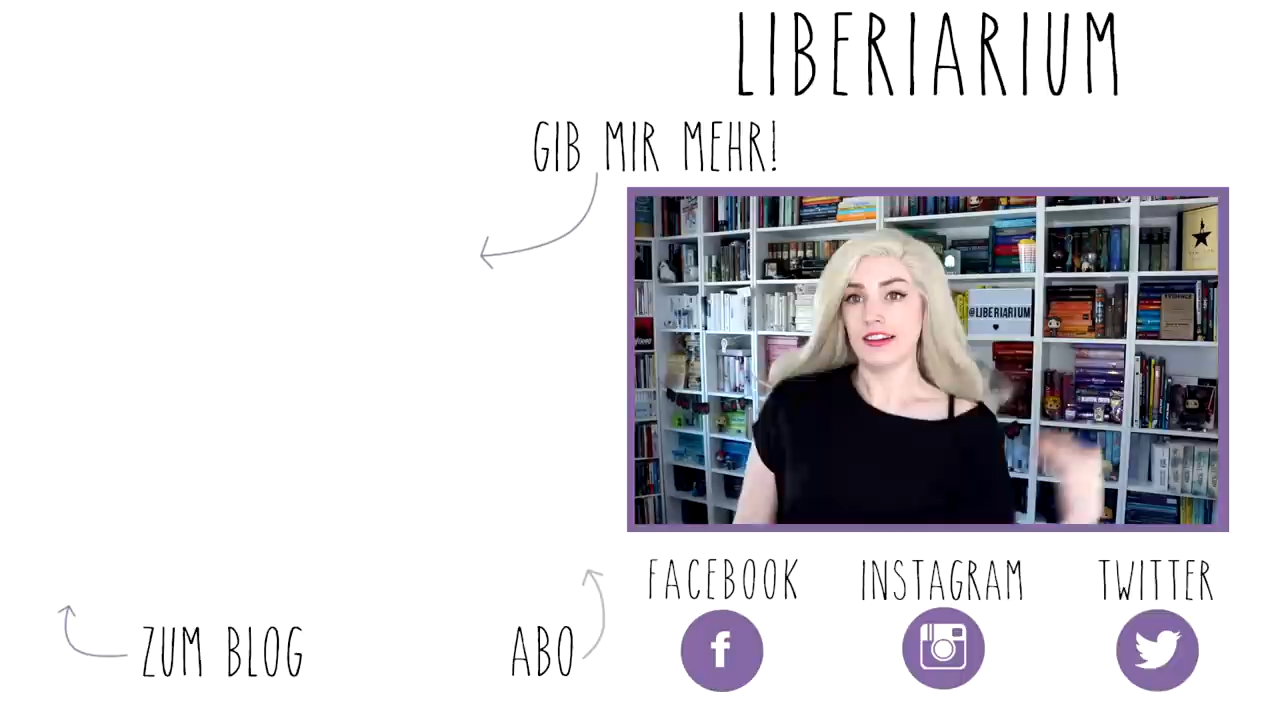 LIBERIARIUM
GIB MIR MEHR!
@LIBERIARIUM
FACEBOOK
INSTAGRAM
TWITTER
ZUM BLOG
ABO